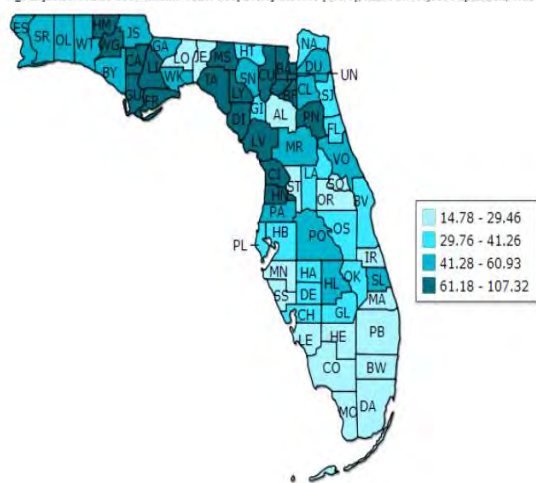 ES
SR
OL
WT
HM
JS
WG
BY
CA
GU
FR
GA
LI
LO
WK
JE
MS
TA
HT
SN
LY
DI
GI
CU
LV
UN
AL
NA
DU
CL
SJ
PN
FL
MR
VO
CI
ST
LA
SO
OR
BV
PA
PL
HB
PO
OS
IR
MN
HA
HL
OK
SL
SS
DE
MA
CH
GL
LE
HE
PB
CO
BW
MO
DA
14.78 - 29.46
29.76 - 41.26
41.28 - 60.93
61.18 - 107.32